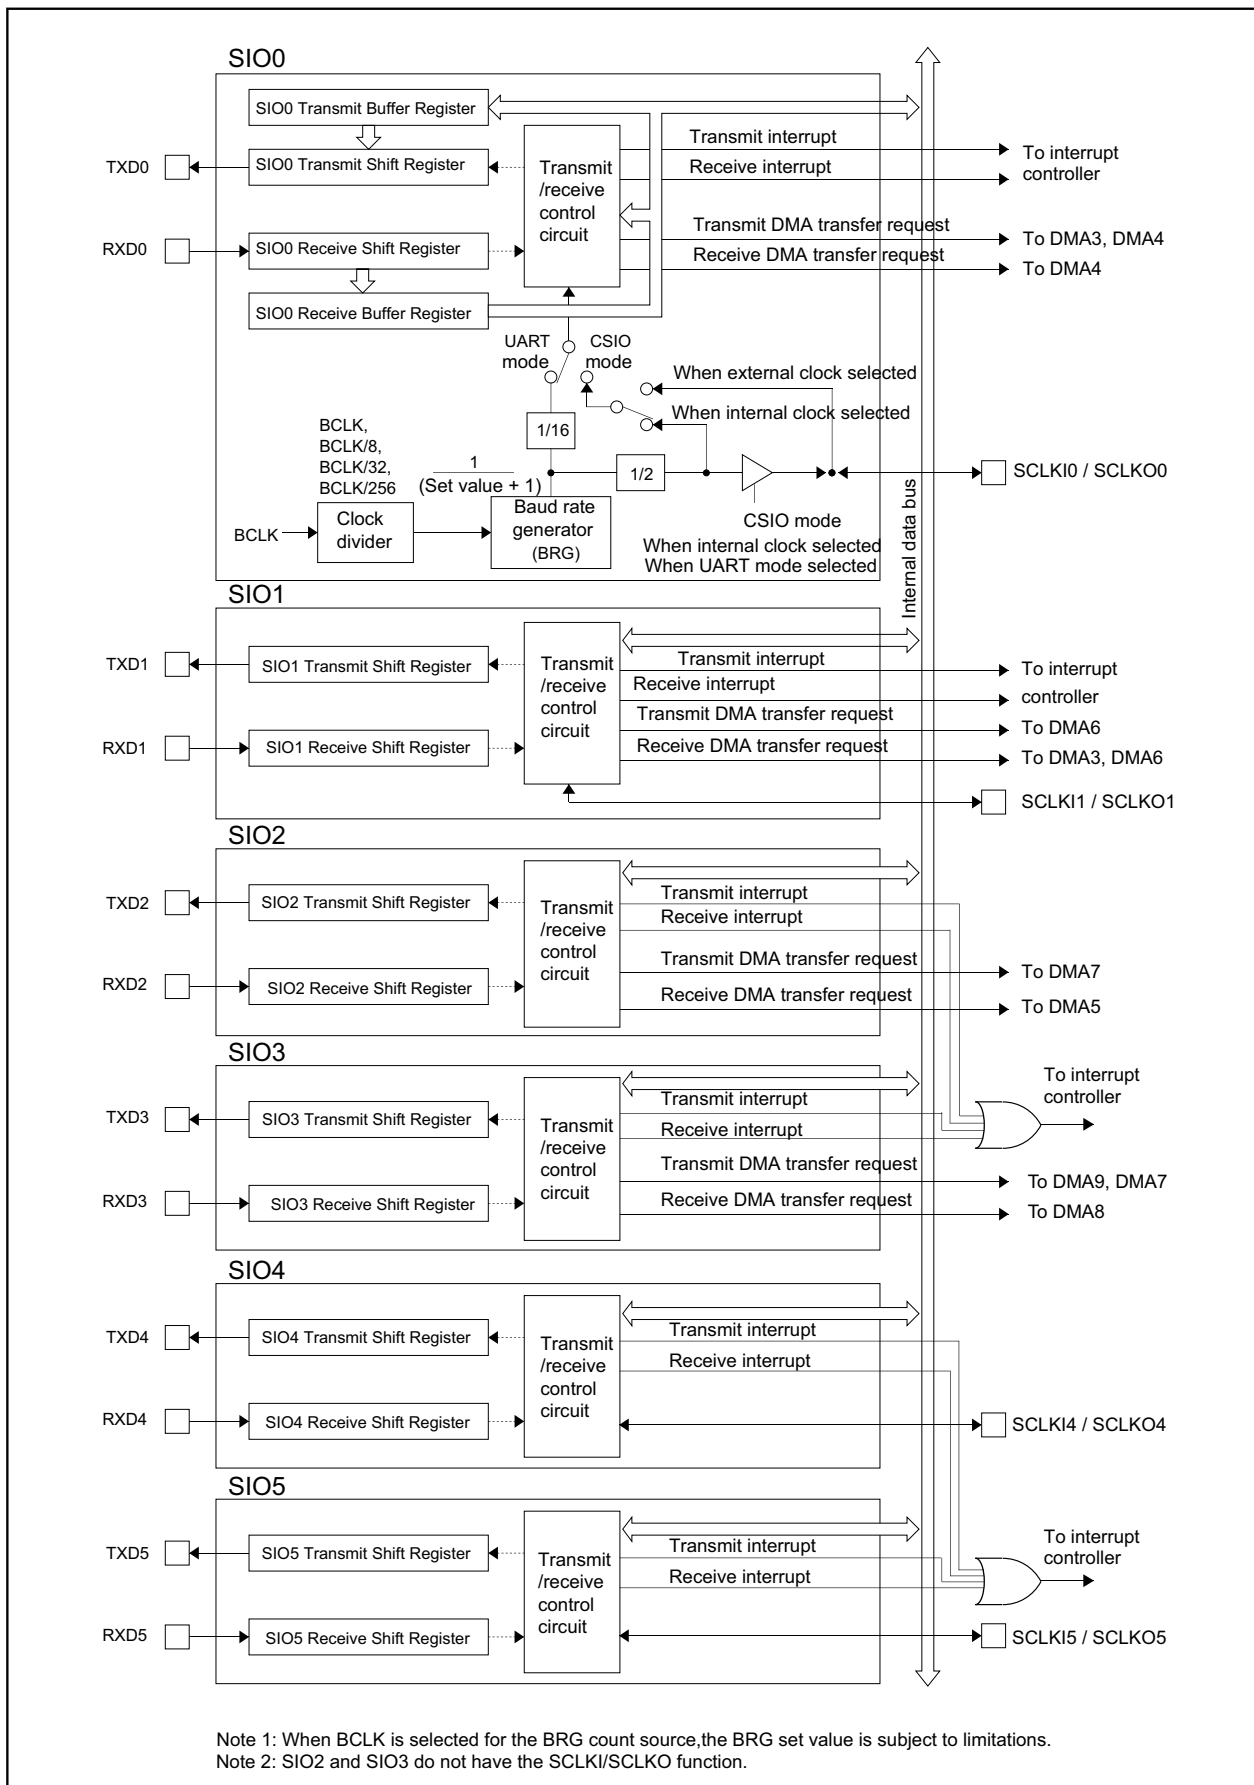 SIO0
SIO0 Transmit Buffer Register
TXD0
SIO0 Transmit Shift Register
Transmit
/receive
control
circuit
Transmit interrupt
Receive interrupt
To interrupt
controller
RXD0
SIO0 Receive Shift Register
Transmit DMA transfer request
To DMA3, DMA4
Receive DMA transfer request
To DMA4
SIO0 Receive Buffer Register
UART
mode
CSIO
mode
When external clock selected
When internal clock selected
BCLK,
BCLK/8,
BCLK/32,
BCLK/256
1/16
1
(Set value + 1)
1/2
SCLKI0 / SCLKO0
BCLK
Clock
divider
Baud rate
generator
(BRG)
CSIO mode
When internal clock selected
When UART mode selected
Internal data bus
SIO1
TXD1
SIO1 Transmit Shift Register
Transmit
/receive
control
circuit
Transmit interrupt
To interrupt
Receive interrupt
controller
Transmit DMA transfer request
To DMA6
RXD1
SIO1 Receive Shift Register
Receive DMA transfer request
To DMA3, DMA6
SCLKI1 / SCLKO1
SIO2
TXD2
SIO2 Transmit Shift Register
Transmit
/receive
control
circuit
Transmit interrupt
Receive interrupt
Transmit DMA transfer request
To DMA7
RXD2
SIO2 Receive Shift Register
Receive DMA transfer request
To DMA5
SIO3
TXD3
SIO3 Transmit Shift Register
Transmit
/receive
control
circuit
Transmit interrupt
Receive interrupt
To interrupt
controller
Transmit DMA transfer request
To DMA9, DMA7
RXD3
SIO3 Receive Shift Register
Receive DMA transfer request
To DMA8
SIO4
TXD4
SIO4 Transmit Shift Register
Transmit
/receive
control
circuit
Transmit interrupt
Receive interrupt
RXD4
SIO4 Receive Shift Register
SCLKI4 / SCLKO4
SIO5
TXD5
SIO5 Transmit Shift Register
Transmit
/receive
control
circuit
Transmit interrupt
Receive interrupt
To interrupt
controller
RXD5
SIO5 Receive Shift Register
SCLKI5 / SCLKO5
Note 1: When BCLK is selected for the BRG count source,the BRG set value is subject to limitations.
Note 2: SIO2 and SIO3 do not have the SCLKI/SCLKO function.